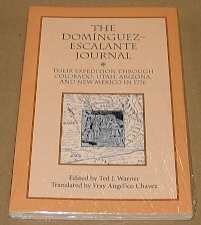 THE
DOMÍNGUEZ–
ESCALANTE
JOURNAL
THEIR EXPEDITION THROUGH
COLORADO, UTAH, ARIZONA,
AND NEW MEXICO IN 1776
Edited by Ted J. Warner
Translated by Fray Angelico Chavez